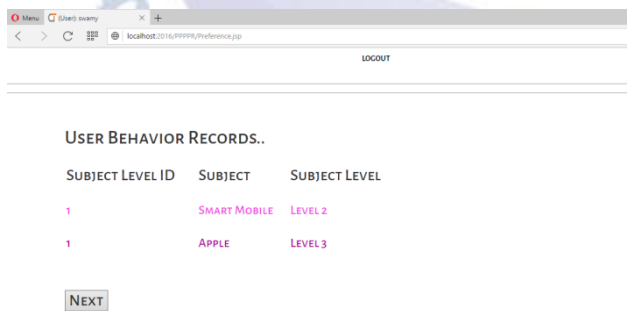 Menu (User): swamy × +
localhost:2016/PPPPR/Preference.jsp
LOGOUT
USER BEHAVIOR RECORDS..
SUBJECT LEVEL ID SUBJECT SUBJECT LEVEL
1 SMART MOBILE LEVEL 2
1 APPLE LEVEL 3
NEXT